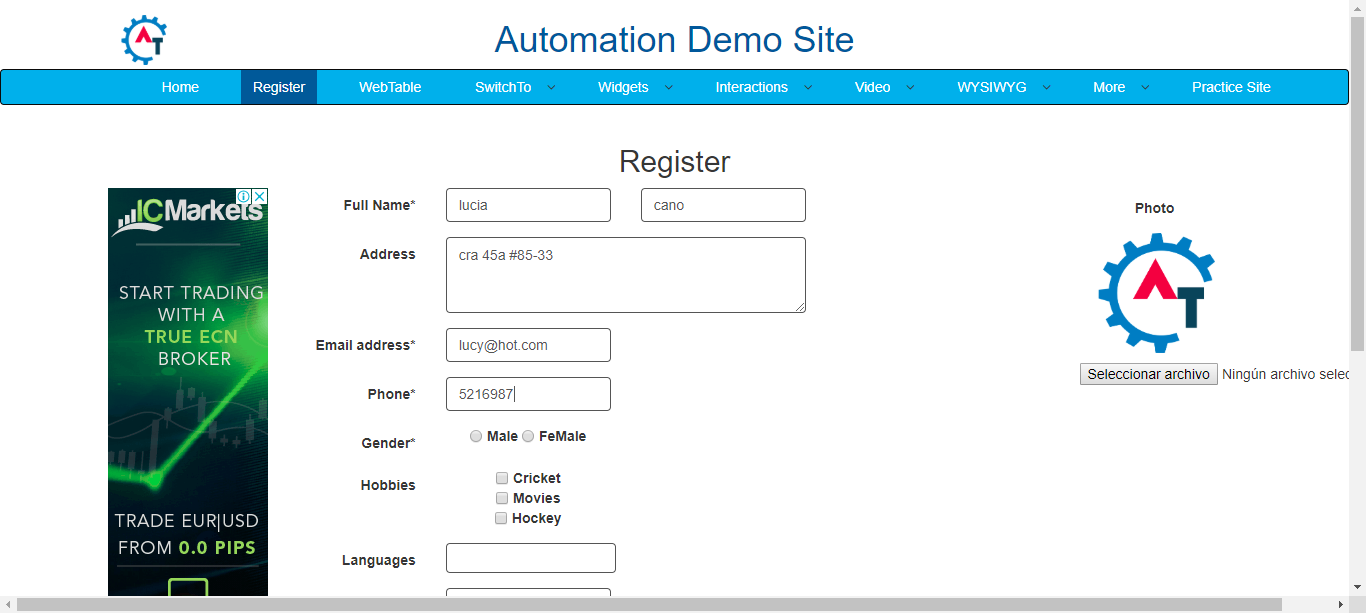 Automation Demo Site
Home Register WebTable SwitchTo Widgets Interactions Video WYSIWYG More Practice Site
Register
ICMarkets
START TRADING
WITH A
TRUE ECN
BROKER
TRADE EUR|USD
FROM 0.0 PIPS
Full Name* lucia cano
Address cra 45a #85-33
Email address* lucy@hot.com
Phone* 5216987
Gender* Male FeMale
Hobbies Cricket
Movies
Hockey
Languages
Photo
AT
Seleccionar archivo Ningún archivo selec